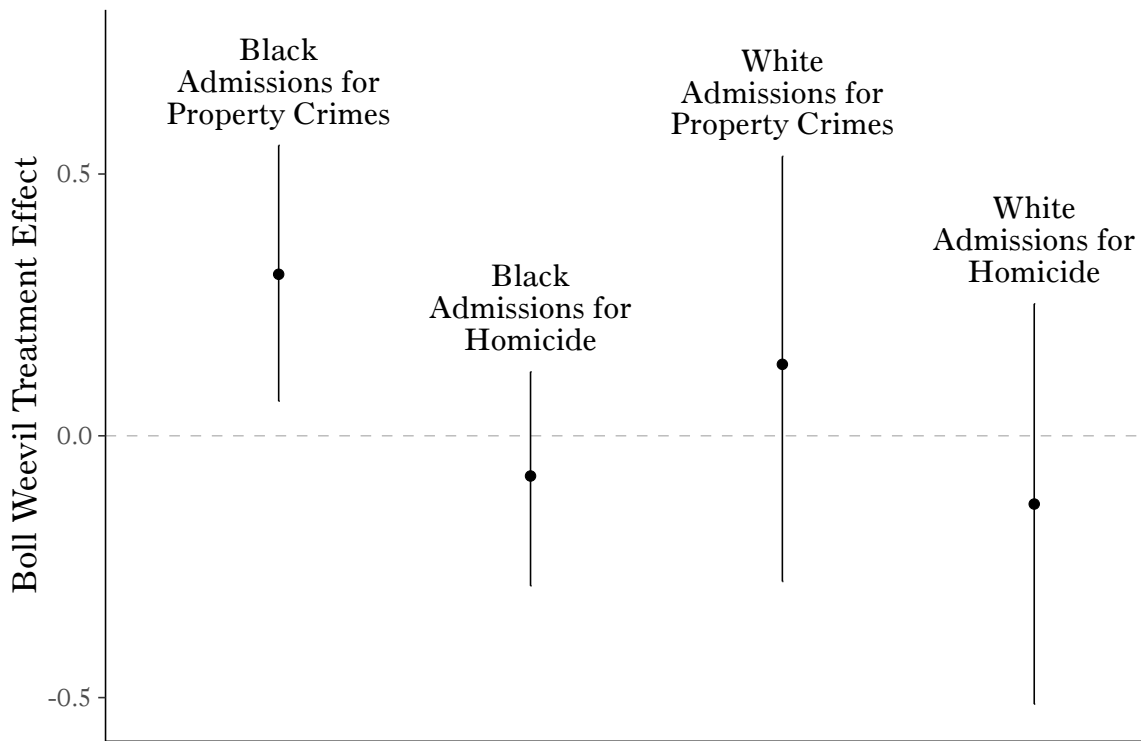 Black
Admissions for
Property Crimes
White
Admissions for
Property Crimes
White
Admissions for
Homicide
Black
Admissions for
Homicide
0.5
0.0
-0.5
Boll Weevil Treatment Effect